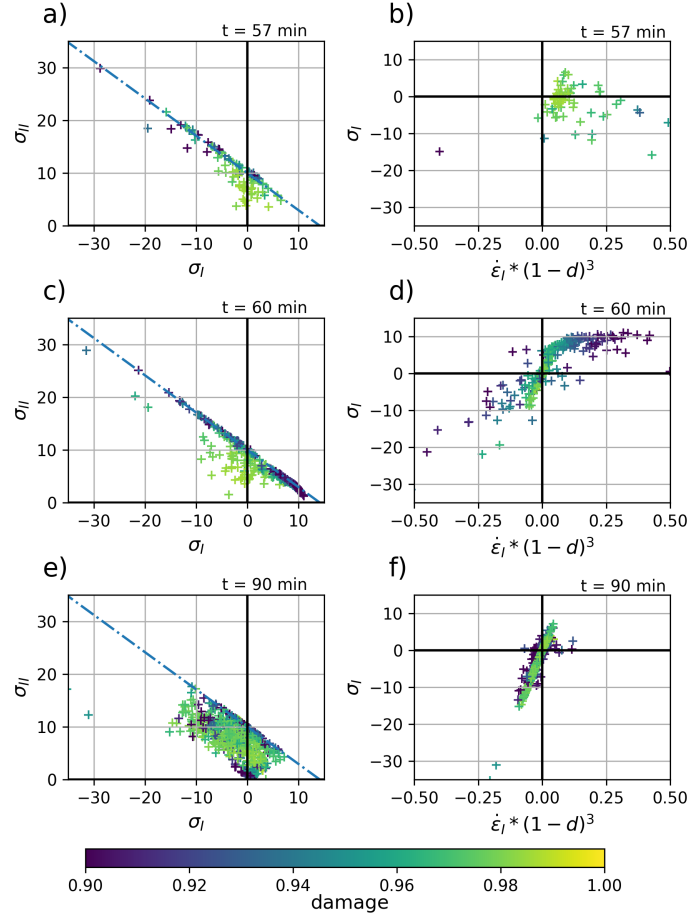 a)
t = 57 min
30
20
10
0
σ_II
−30 −20 −10 0 10
σ_I
b)
t = 57 min
10
0
−10
−20
−30
σ_I
−0.50 −0.25 0.00 0.25 0.50
ε̇_I * (1 − d)³
c)
t = 60 min
30
20
10
0
σ_II
−30 −20 −10 0 10
σ_I
d)
t = 60 min
10
0
−10
−20
−30
σ_I
−0.50 −0.25 0.00 0.25 0.50
ε̇_I * (1 − d)³
e)
t = 90 min
30
20
10
0
σ_II
−30 −20 −10 0 10
σ_I
f)
t = 90 min
10
0
−10
−20
−30
σ_I
−0.50 −0.25 0.00 0.25 0.50
ε̇_I * (1 − d)³
0.90 0.92 0.94 0.96 0.98 1.00
damage